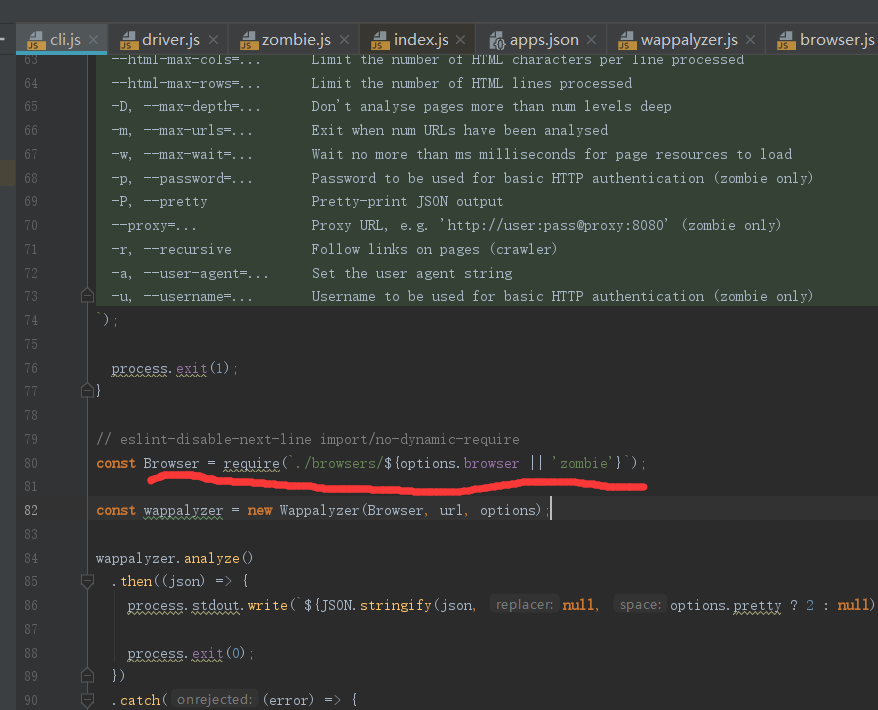 cli.js driver.js zombie.js index.js apps.json wappalyzer.js browser.js
63 --html-max-cols=... Limit the number of HTML characters per line processed
64 --html-max-rows=... Limit the number of HTML lines processed
65 -D, --max-depth=... Don't analyse pages more than num levels deep
66 -m, --max-urls=... Exit when num URLs have been analysed
67 -w, --max-wait=... Wait no more than ms milliseconds for page resources to load
68 -p, --password=... Password to be used for basic HTTP authentication (zombie only)
69 -P, --pretty Pretty-print JSON output
70 --proxy=... Proxy URL, e.g. 'http://user:pass@proxy:8080' (zombie only)
71 -r, --recursive Follow links on pages (crawler)
72 -a, --user-agent=... Set the user agent string
73 -u, --username=... Username to be used for basic HTTP authentication (zombie only)
74 `);
75
76 process.exit(1);
77 }
78
79 // eslint-disable-next-line import/no-dynamic-require
80 const Browser = require(`./browsers/${options.browser || 'zombie'}`);
81
82 const wappalyzer = new Wappalyzer(Browser, url, options);
83
84 wappalyzer.analyze()
85 .then((json) => {
86 process.stdout.write(`${JSON.stringify(json, replacer: null, space: options.pretty ? 2 : null)
87
88 process.exit(0);
89 })
90 .catch( onrejected: (error) => {